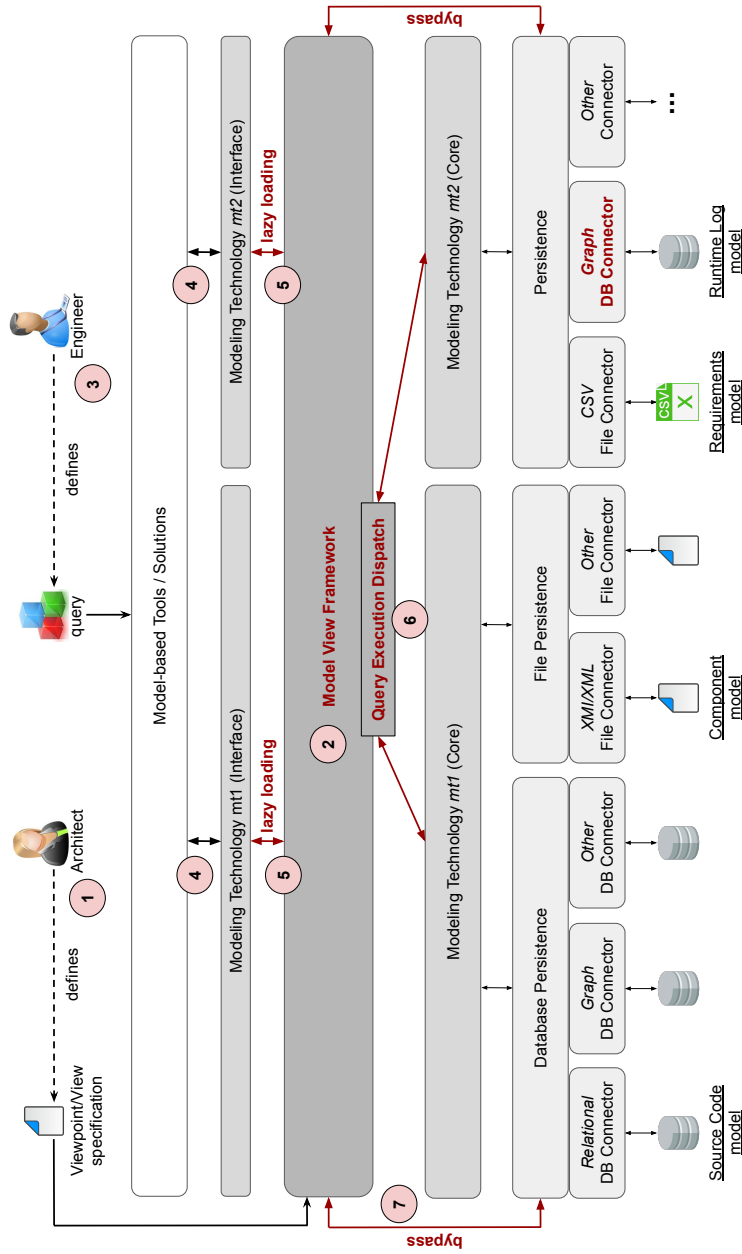 Viewpoint/View
specification
defines
Architect
1
query
defines
Engineer
3
Model-based Tools / Solutions
4
4
Modeling Technology mt1 (Interface)
Modeling Technology mt2 (Interface)
5
lazy loading
5
lazy loading
2
Model View Framework
Query Execution Dispatch
6
7
bypass
bypass
Modeling Technology mt1 (Core)
Modeling Technology mt2 (Core)
Database Persistence
File Persistence
Persistence
Relational
DB Connector
Graph
DB Connector
Other
DB Connector
XMI/XML
File Connector
Other
File Connector
CSV
File Connector
Graph
DB Connector
Other
Connector
CSV
X
...
Source Code
model
Component
model
Requirements
model
Runtime Log
model